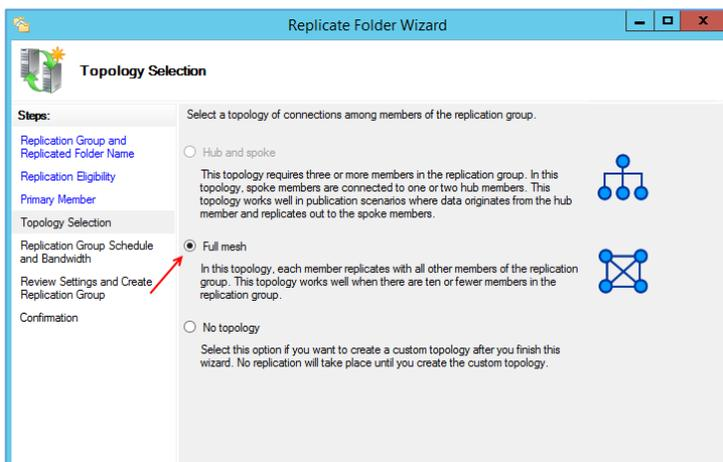 Replicate Folder Wizard
Topology Selection
Steps:
Replication Group and
Replicated Folder Name
Replication Eligibility
Primary Member
Topology Selection
Replication Group Schedule
and Bandwidth
Review Settings and Create
Replication Group
Confirmation
Select a topology of connections among members of the replication group.
Hub and spoke
This topology requires three or more members in the replication group. In this
topology, spoke members are connected to one or two hub members. This
topology works well in publication scenarios where data originates from the hub
member and replicates out to the spoke members.
Full mesh
In this topology, each member replicates with all other members of the replication
group. This topology works well when there are ten or fewer members in the
replication group.
No topology
Select this option if you want to create a custom topology after you finish this
wizard. No replication will take place until you create the custom topology.